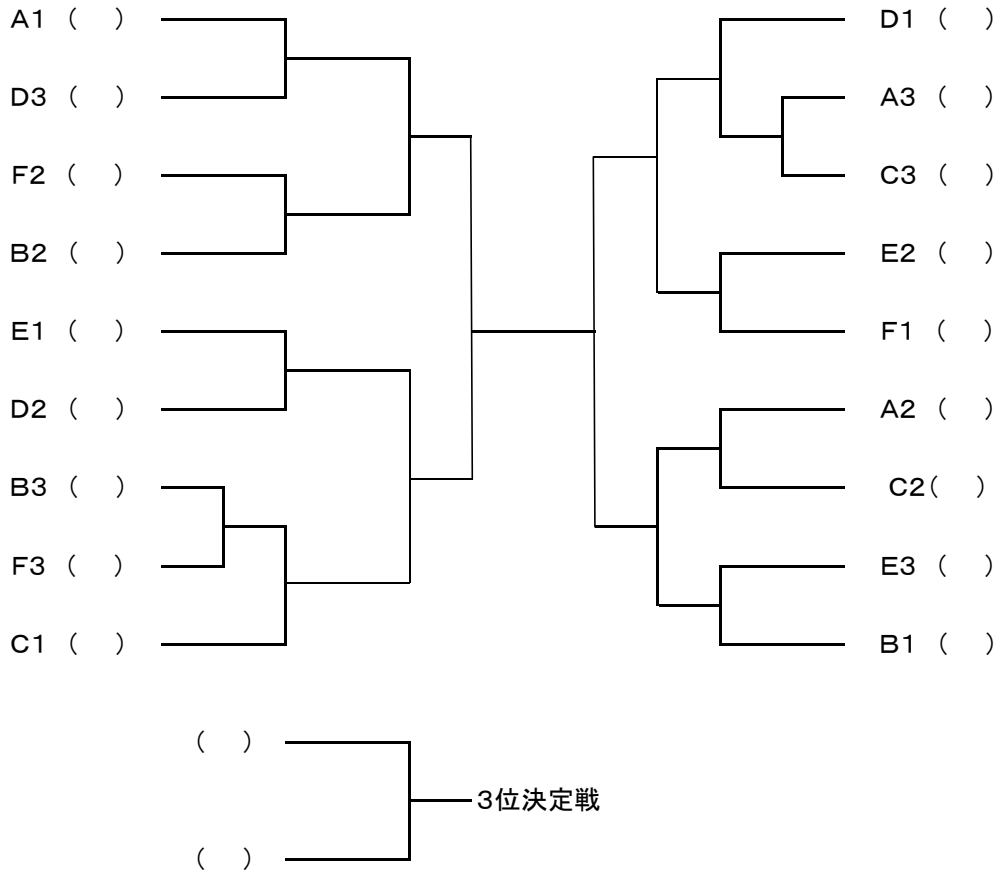 A1 (　)
D3 (　)
F2 (　)
B2 (　)
E1 (　)
D2 (　)
B3 (　)
F3 (　)
C1 (　)
D1 (　)
A3 (　)
C3 (　)
E2 (　)
F1 (　)
A2 (　)
C2(　)
E3 (　)
B1 (　)
(　)
3位決定戦
(　)